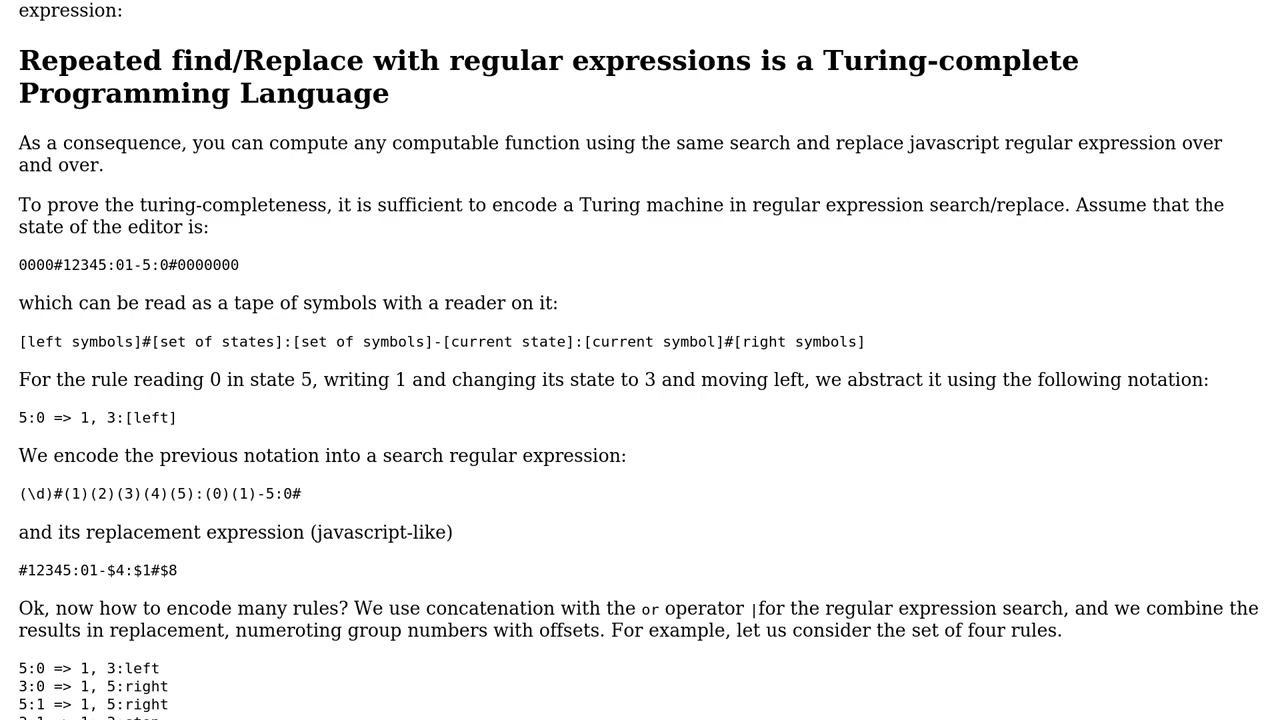 expression:
Repeated find/Replace with regular expressions is a Turing-complete
Programming Language
As a consequence, you can compute any computable function using the same search and replace javascript regular expression over
and over.
To prove the turing-completeness, it is sufficient to encode a Turing machine in regular expression search/replace. Assume that the
state of the editor is:
0000#12345:01-5:0#0000000
which can be read as a tape of symbols with a reader on it:
[left symbols]#[set of states]:[set of symbols]-[current state]:[current symbol]#[right symbols]
For the rule reading 0 in state 5, writing 1 and changing its state to 3 and moving left, we abstract it using the following notation:
5:0 => 1, 3:[left]
We encode the previous notation into a search regular expression:
(\d)#(1)(2)(3)(4)(5):(0)(1)-5:0#
and its replacement expression (javascript-like)
#12345:01-$4:$1#$8
Ok, now how to encode many rules? We use concatenation with the or operator |for the regular expression search, and we combine the
results in replacement, numeroting group numbers with offsets. For example, let us consider the set of four rules.
5:0 => 1, 3:left
3:0 => 1, 5:right
5:1 => 1, 5:right